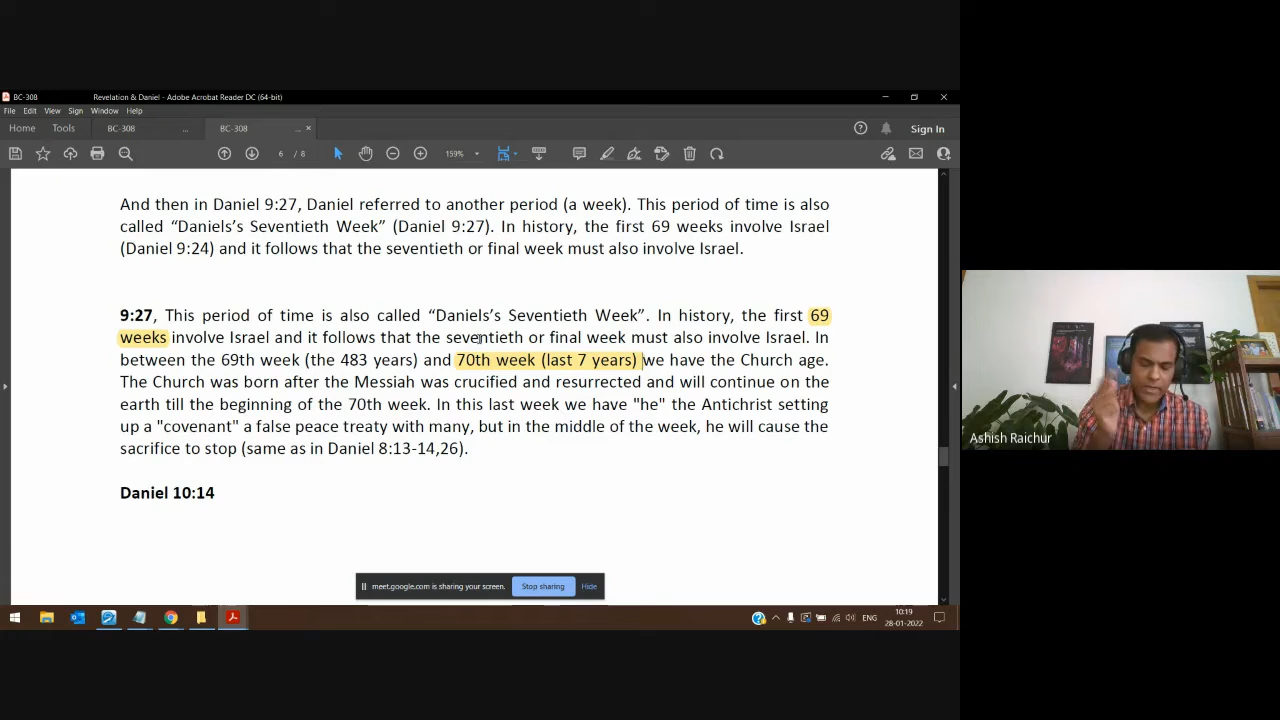 BC-308
Revelation & Daniel - Adobe Acrobat Reader DC (64-bit)
File Edit View Sign Window Help
Home Tools BC-308 ... BC-308 ... × Sign In
6 / 8 159%
And then in Daniel 9:27, Daniel referred to another period (a week). This period of time is also
called “Daniels’s Seventieth Week” (Daniel 9:27). In history, the first 69 weeks involve Israel
(Daniel 9:24) and it follows that the seventieth or final week must also involve Israel.
9:27, This period of time is also called “Daniels’s Seventieth Week”. In history, the first 69
weeks involve Israel and it follows that the seventieth or final week must also involve Israel. In
between the 69th week (the 483 years) and 70th week (last 7 years) we have the Church age.
The Church was born after the Messiah was crucified and resurrected and will continue on the
earth till the beginning of the 70th week. In this last week we have "he" the Antichrist setting
up a "covenant" a false peace treaty with many, but in the middle of the week, he will cause the
sacrifice to stop (same as in Daniel 8:13-14,26).
Daniel 10:14
meet.google.com is sharing your screen. Stop sharing Hide
ENG
10:19
28-01-2022
Ashish Raichur